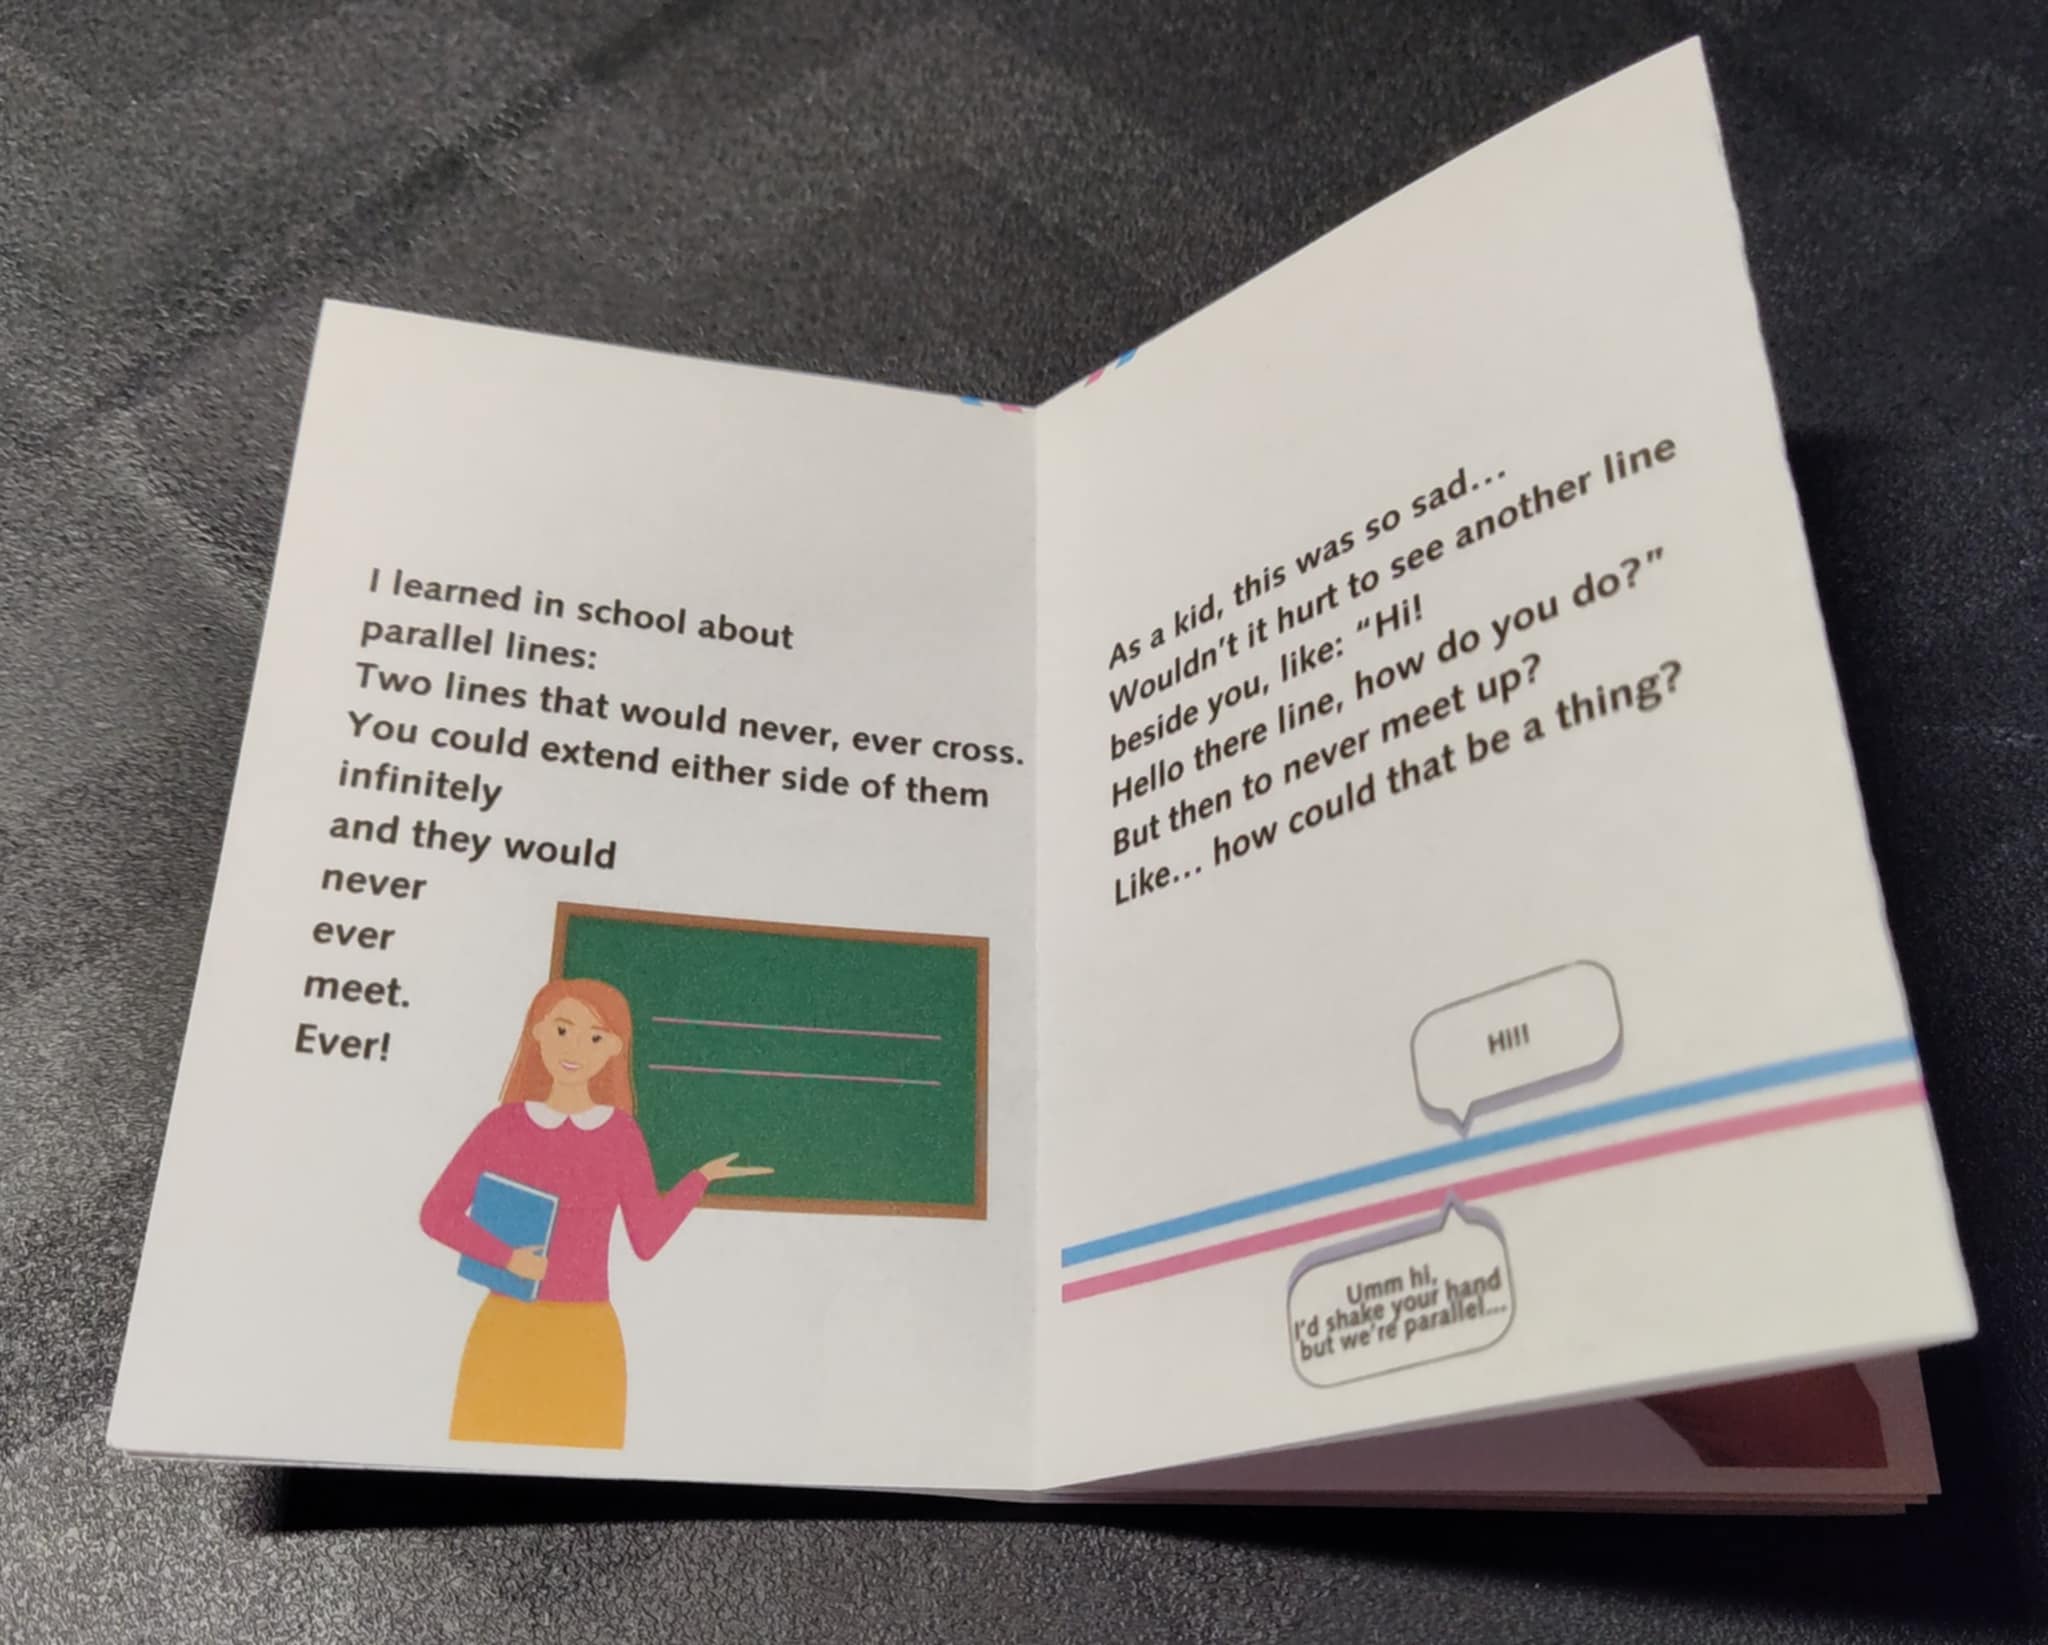 I learned in school about
parallel lines:
Two lines that would never, ever cross.
You could extend either side of them
infinitely
and they would
never
ever
meet.
Ever!
As a kid, this was so sad...
Wouldn't it hurt to see another line
beside you, like: "Hi!
Hello there line, how do you do?"
But then to never meet up?
Like... how could that be a thing?
HI!!
Umm hi,
I'd shake your hand
but we're parallel...